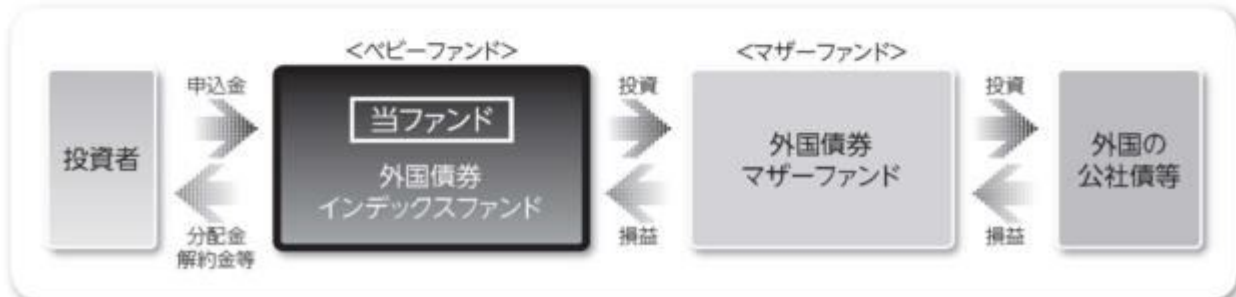 <ベビーファンド>
<マザーファンド>
投資者
申込金
分配金
解約金等
当ファンド
外国債券
インデックスファンド
投資
損益
外国債券
マザーファンド
投資
損益
外国の
公社債等